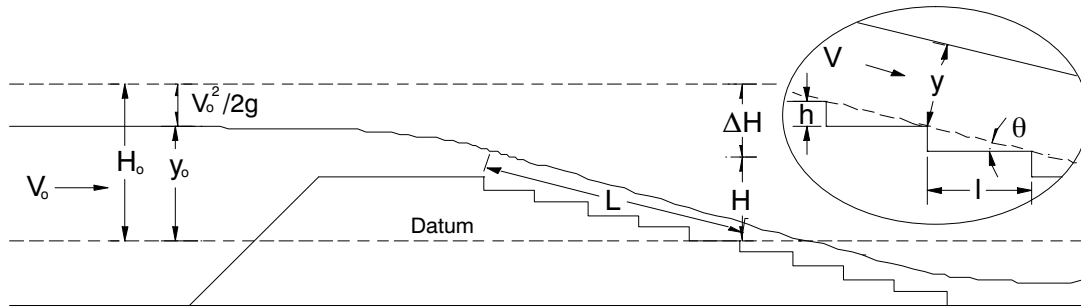 V₀²/2g
H₀
y₀
V₀
L
Datum
ΔH
H
V
y
h
θ
l